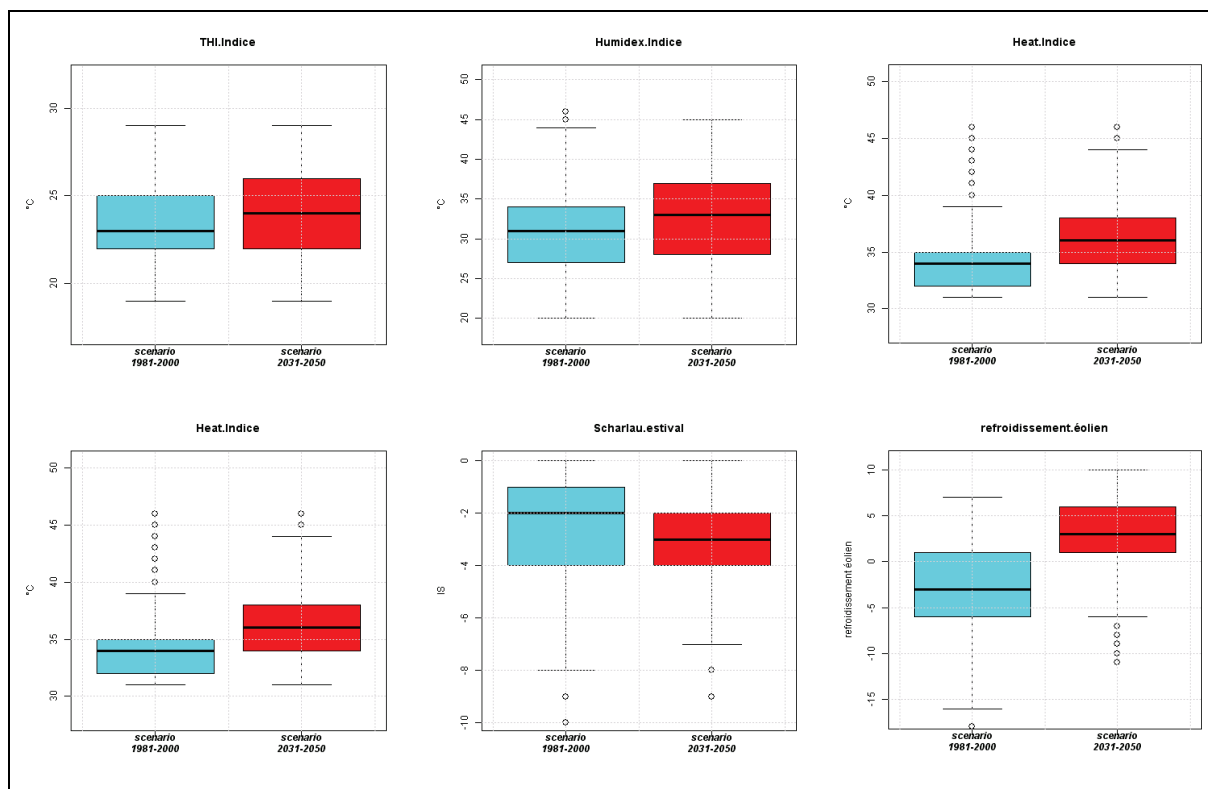 THI.Indice
°C
30
25
20
scenario
1981-2000
scenario
2031-2050
Humidex.Indice
°C
50
45
40
35
30
25
20
scenario
1981-2000
scenario
2031-2050
Heat.Indice
°C
50
45
40
35
30
scenario
1981-2000
scenario
2031-2050
Heat.Indice
°C
50
45
40
35
30
scenario
1981-2000
scenario
2031-2050
Scharlau.estival
IS
0
-2
-4
-6
-8
-10
scenario
1981-2000
scenario
2031-2050
refroidissement.éolien
refroidissement éolien
10
5
0
-5
-10
-15
scenario
1981-2000
scenario
2031-2050